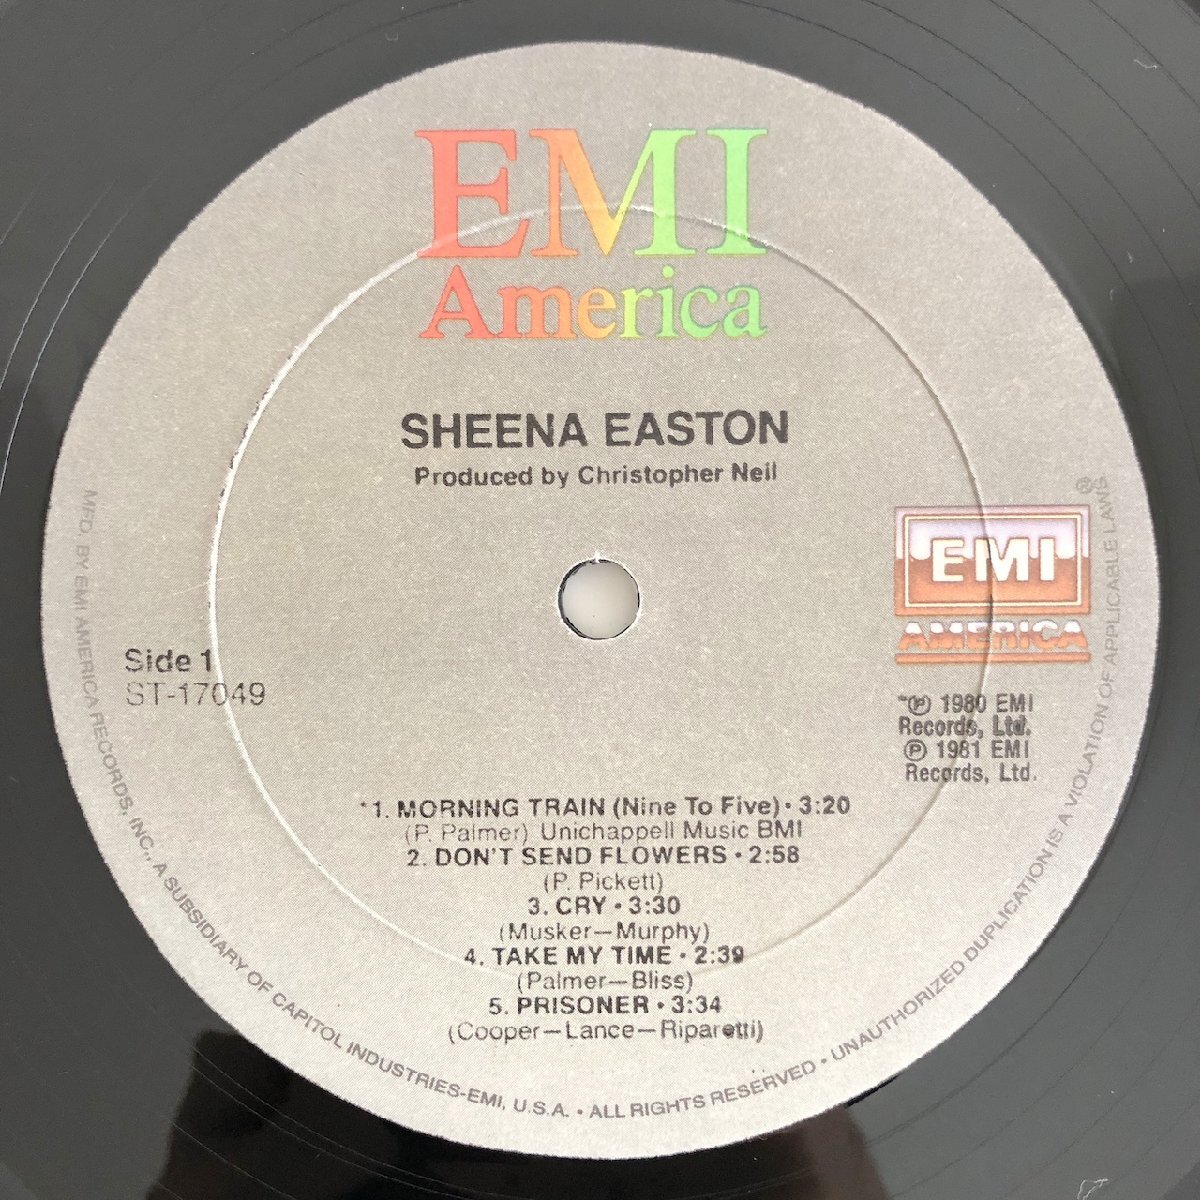 EMI
America
SHEENA EASTON
Produced by Christopher Neil
®
EMI
AMERICA
Side 1
ST-17049
*℗ 1980 EMI
Records, Ltd.
℗ 1981 EMI
Records, Ltd.
*1. MORNING TRAIN (Nine To Five) • 3:20
(P. Palmer) Unichappell Music BMI
2. DON'T SEND FLOWERS • 2:58
(P. Pickett)
3. CRY • 3:30
(Musker—Murphy)
4. TAKE MY TIME • 2:39
(Palmer—Bliss)
5. PRISONER • 3:34
(Cooper—Lance—Riparetti)
MFD. BY EMI AMERICA RECORDS, INC., A SUBSIDIARY OF CAPITOL INDUSTRIES-EMI, U.S.A. • ALL RIGHTS RESERVED • UNAUTHORIZED DUPLICATION IS A VIOLATION OF APPLICABLE LAWS